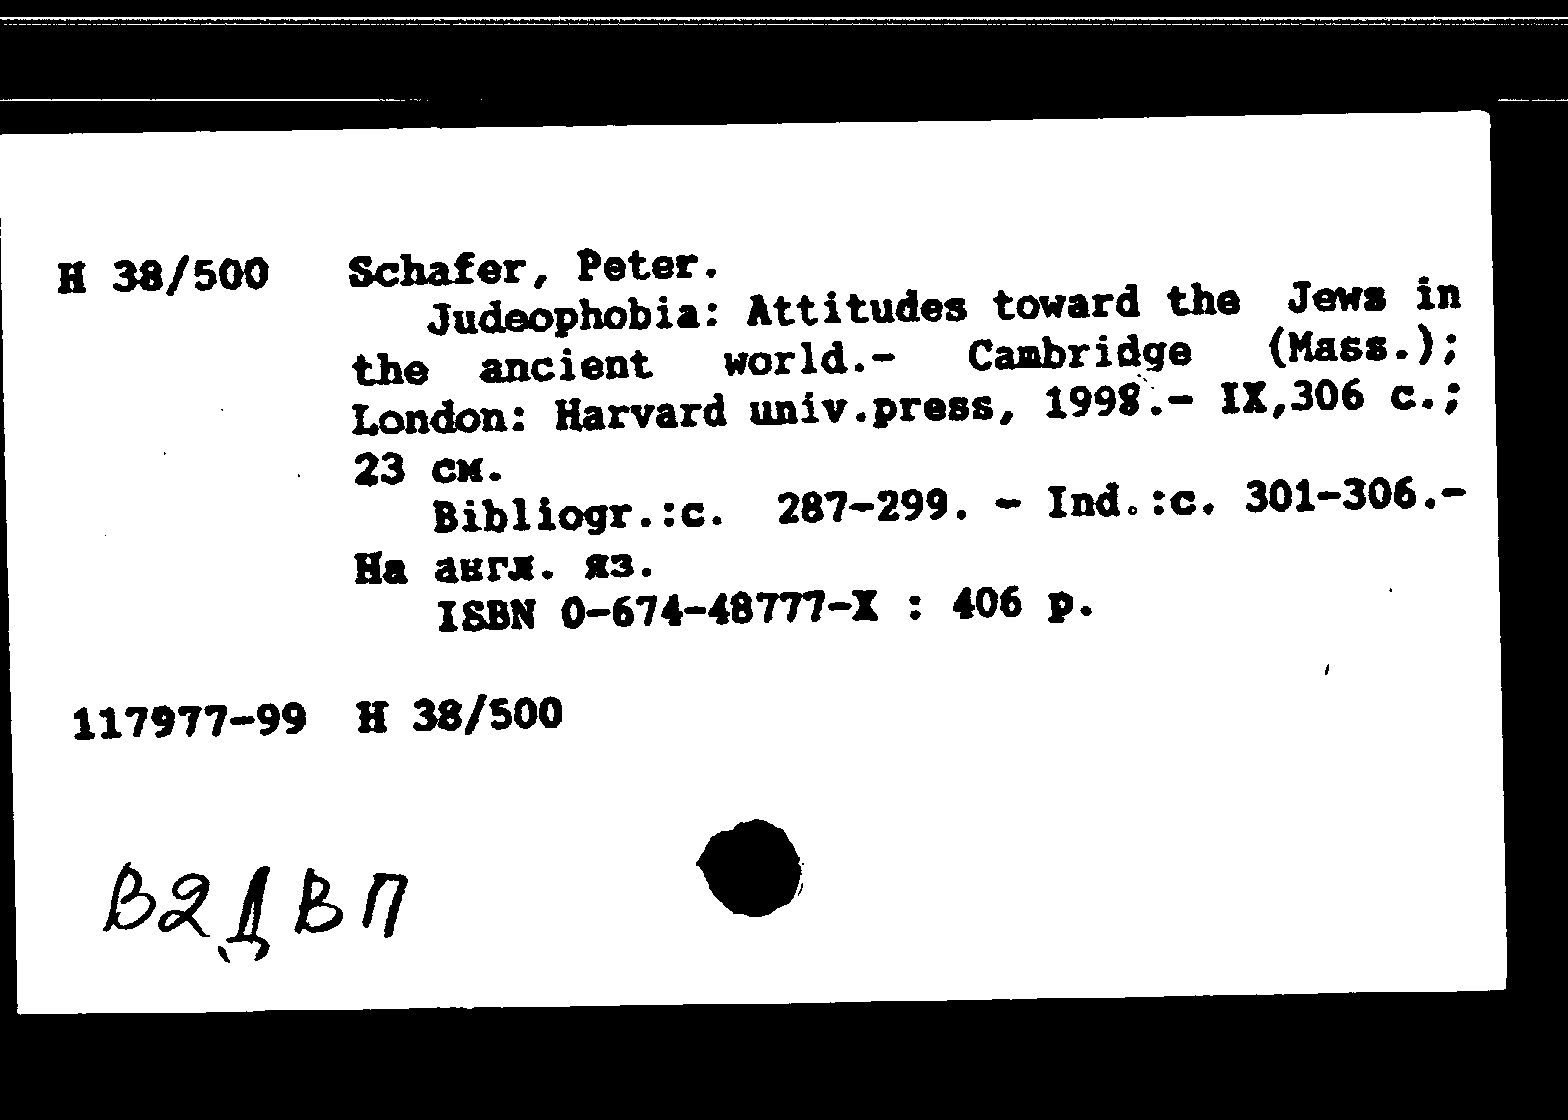 H 38/500 Schafer, Peter.
Judeophobia: Attitudes toward the Jews in
the ancient world.- Cambridge (Mass.);
London: Harvard univ.press, 1998.- IX,306 с.;
23 см.
Bibliogr.:с. 287-299. - Ind.:с. 301-306.-
На англ. яз.
ISBN 0-674-48777-X : 406 р.
117977-99 H 38/500
В2ДВП